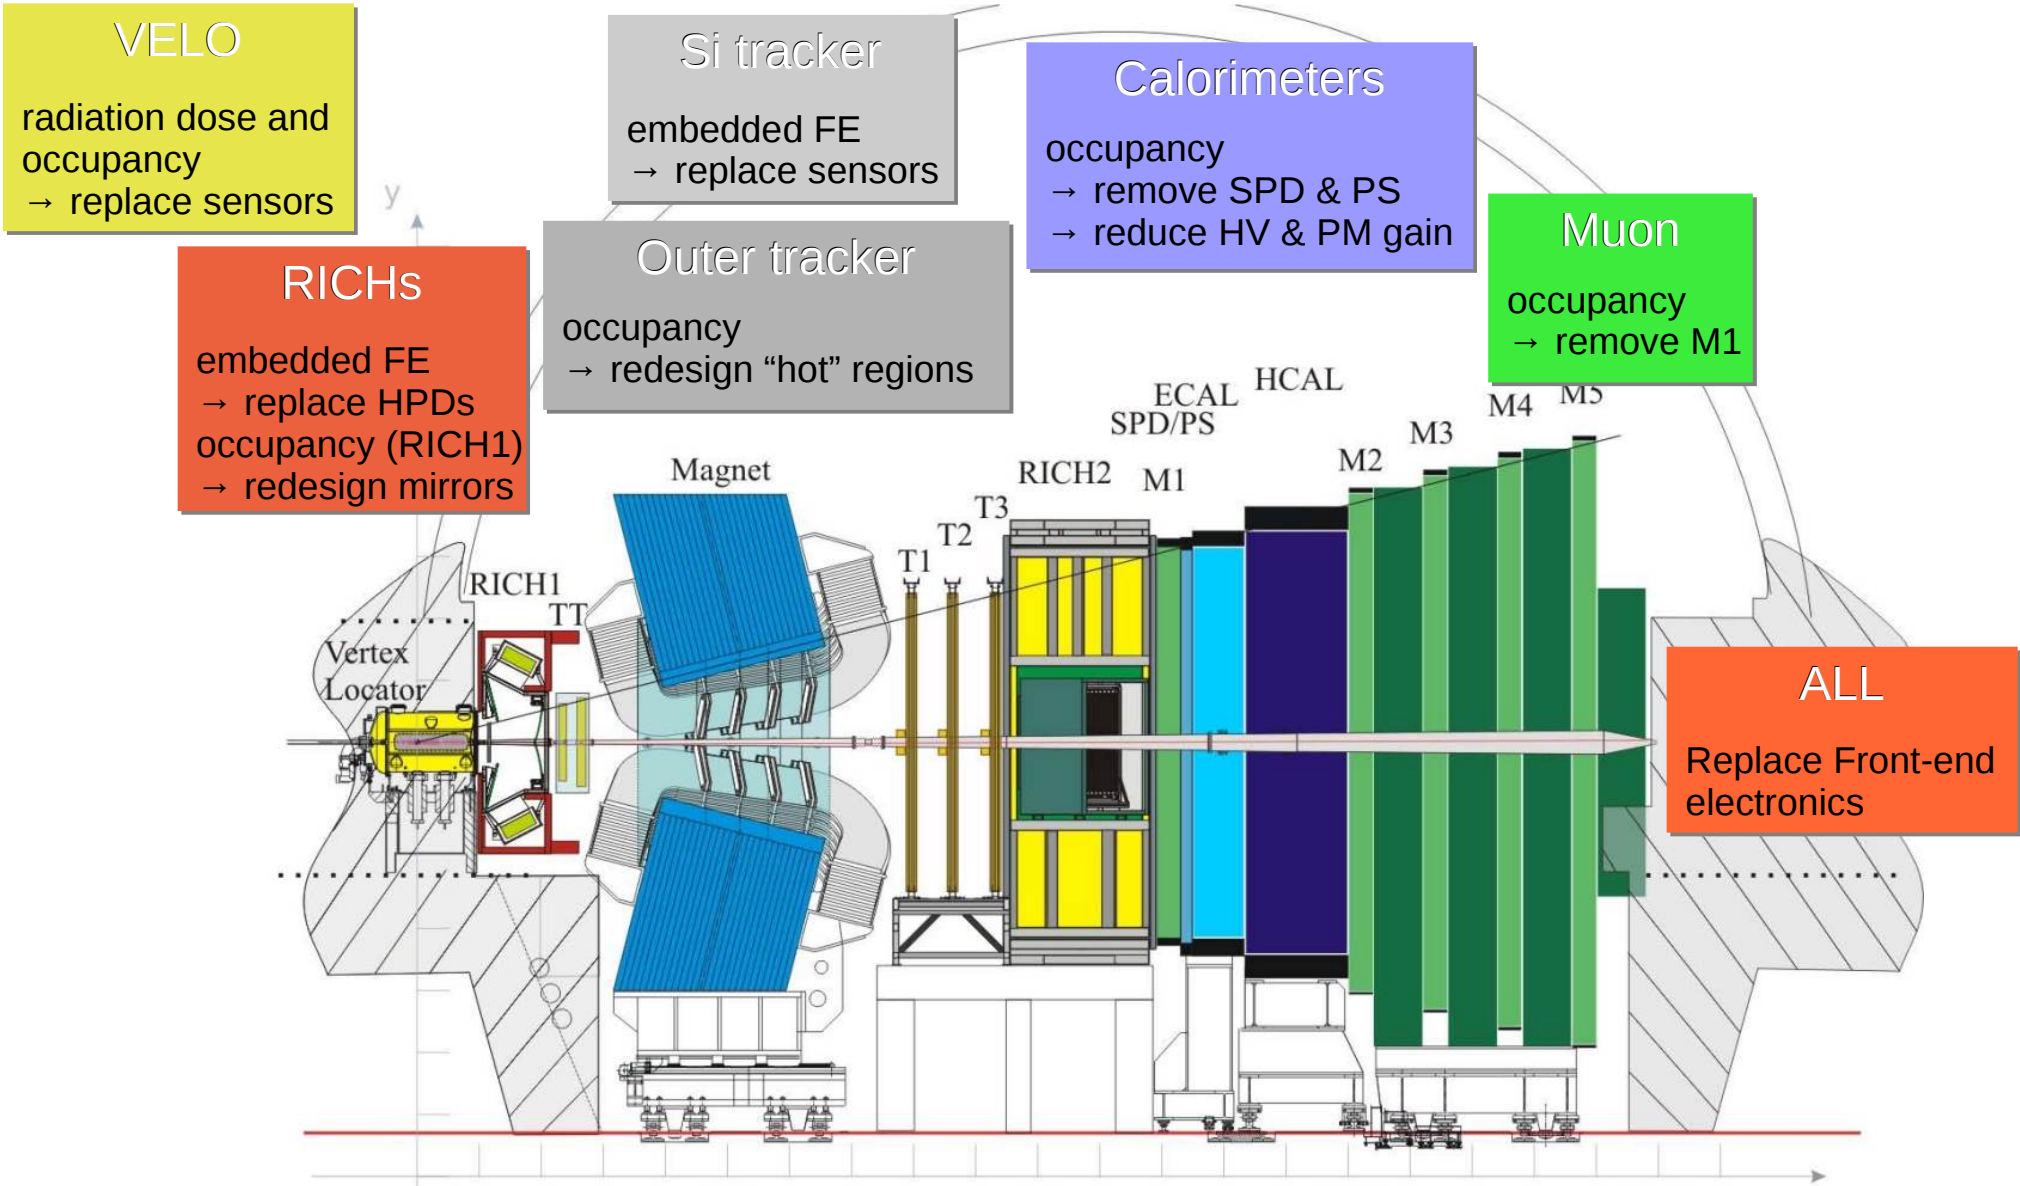 VELO
radiation dose and
occupancy
→ replace sensors
RICHs
embedded FE
→ replace HPDs
occupancy (RICH1)
→ redesign mirrors
Si tracker
embedded FE
→ replace sensors
Outer tracker
occupancy
→ redesign “hot” regions
Calorimeters
occupancy
→ remove SPD & PS
→ reduce HV & PM gain
Muon
occupancy
→ remove M1
ALL
Replace Front-end
electronics
y
Vertex
Locator
RICH1
TT
Magnet
T1
T2
T3
RICH2
M1
SPD/PS
ECAL
HCAL
M2
M3
M4
M5